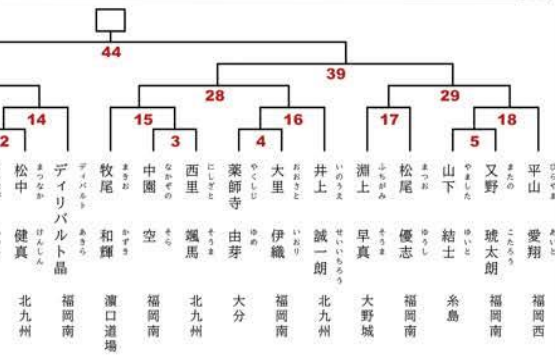 44
39
28
29
14
15
16
17
18
2
3
4
5
松中 健真
まつなか けんしん
北九州
ディリバルト晶
ディバルト あきら
福岡南
牧尾 和輝
まきお かずき
濵口道場
中園 空
なかぞの そら
福岡南
西里 颯馬
にしざと そうま
北九州
薬師寺 由芽
やくしじ ゆめ
大分
大里 伊織
おおさと いおり
福岡南
井上 誠一朗
いのうえ せいいちろう
北九州
淵上 早真
ふちがみ そうま
大野城
松尾 優志
まつお ゆうし
福岡南
山下 結士
やました ゆいと
糸島
又野 琥太朗
またの こたろう
福岡南
平山 愛翔
ひらやま あいと
福岡西